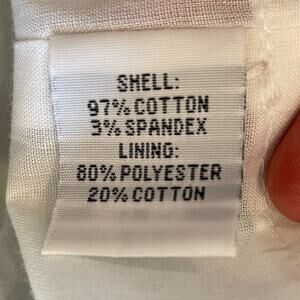 SHELL:
97% COTTON
3% SPANDEX
LINING:
80% POLYESTER
20% COTTON